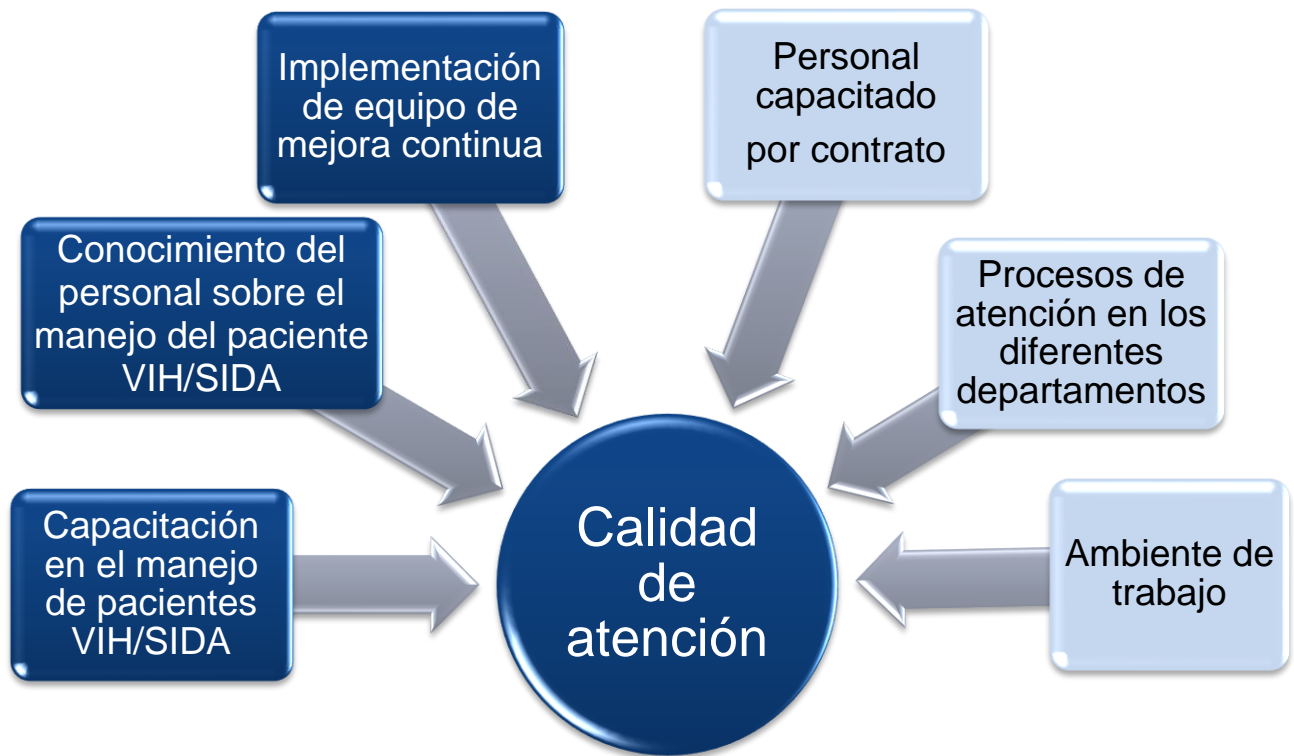 Implementación
de equipo de
mejora continua
Personal
capacitado
por contrato
Conocimiento del
personal sobre el
manejo del paciente
VIH/SIDA
Procesos de
atención en los
diferentes
departamentos
Capacitación
en el manejo
de pacientes
VIH/SIDA
Calidad
de
atención
Ambiente de
trabajo